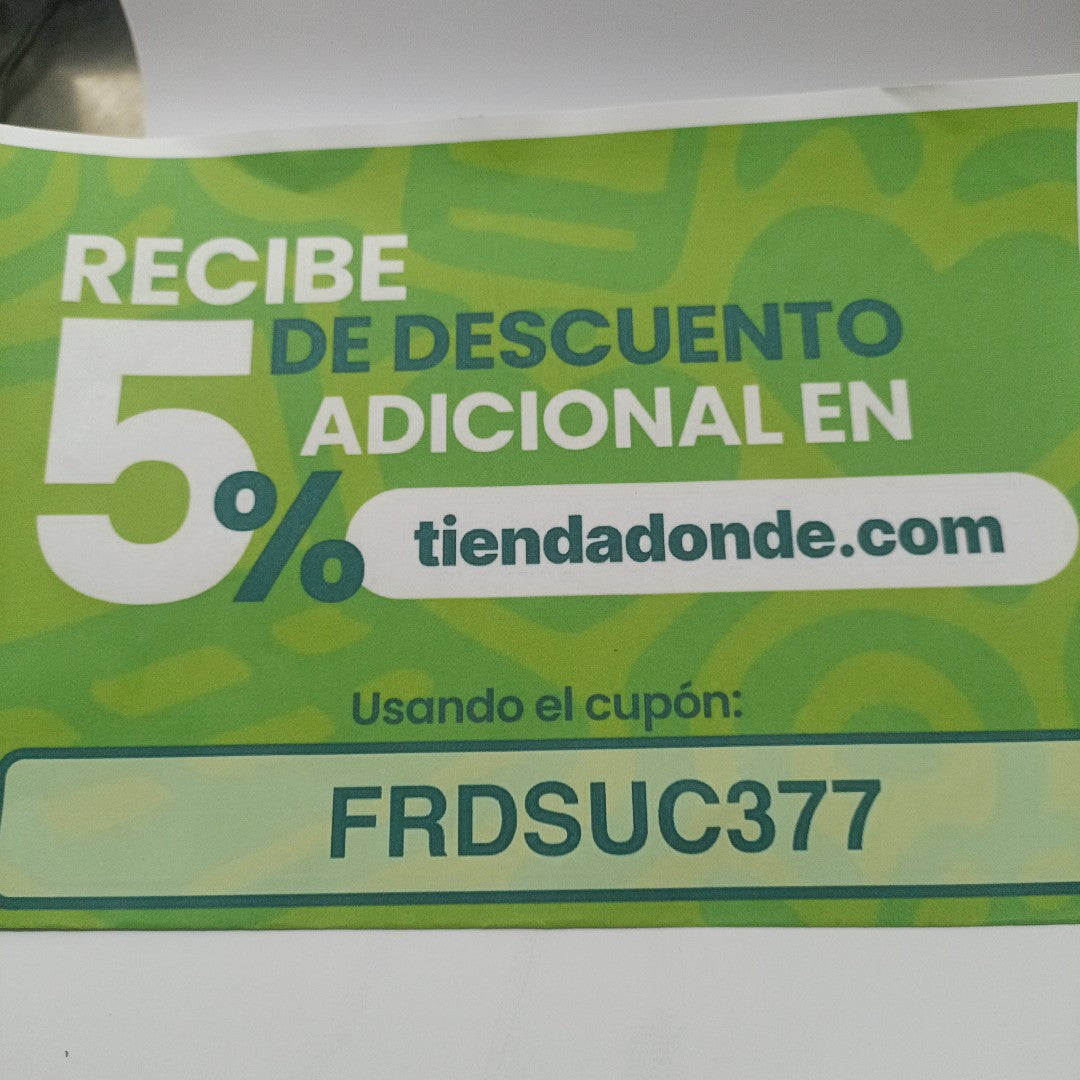 RECIBE
5% DE DESCUENTO
ADICIONAL EN
tiendadonde.com
Usando el cupón:
FRDSUC377